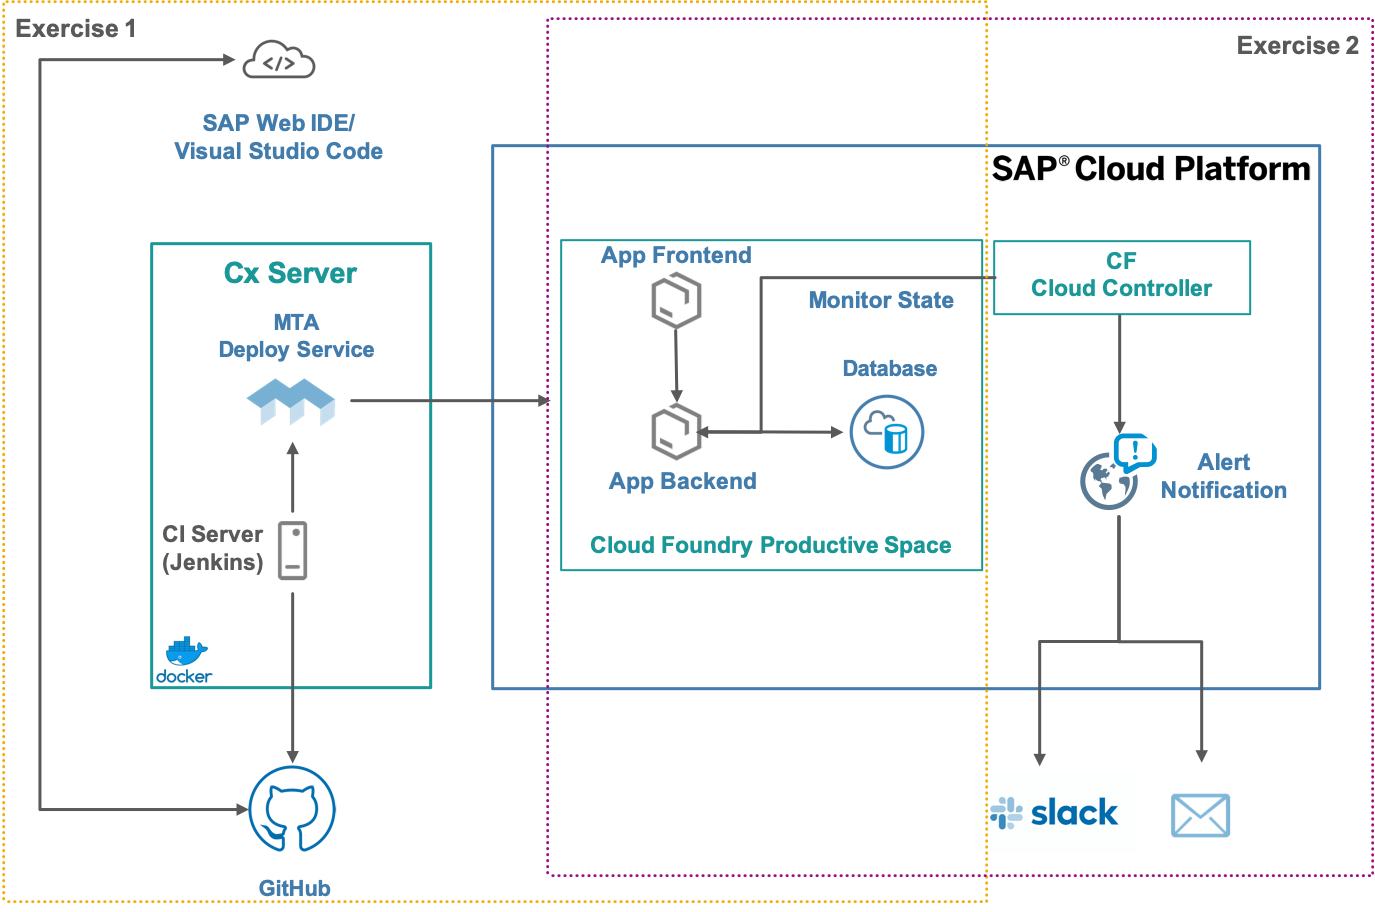 Exercise 1
Exercise 2
</>
SAP Web IDE/
Visual Studio Code
SAP® Cloud Platform
Cx Server
MTA
Deploy Service
CI Server
(Jenkins)
docker
GitHub
App Frontend
Monitor State
Database
App Backend
Cloud Foundry Productive Space
CF
Cloud Controller
!
Alert
Notification
slack